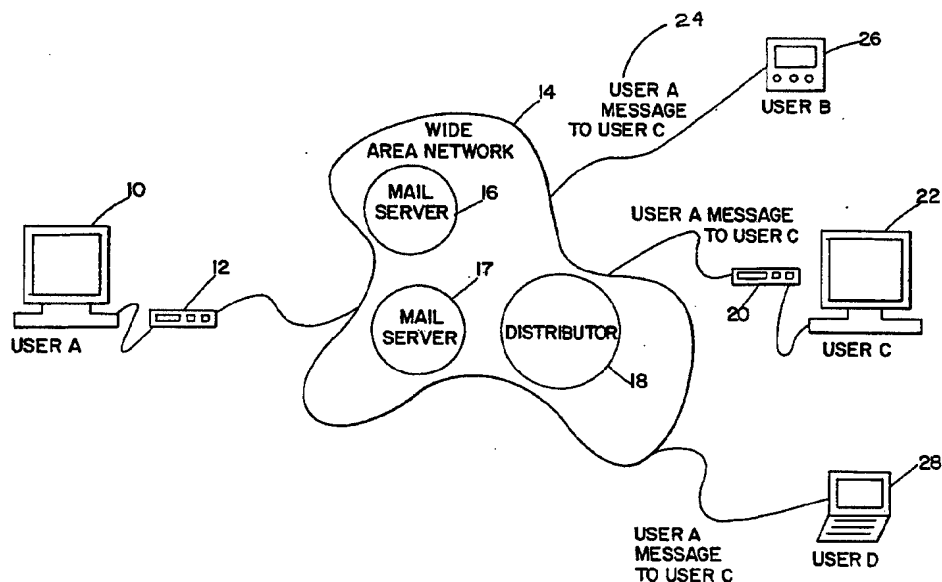 24
26
USER A
MESSAGE
TO USER C
USER B
14
WIDE
AREA NETWORK
10
MAIL
SERVER
16
USER A MESSAGE
TO USER C
22
12
17
USER A
MAIL
SERVER
DISTRIBUTOR
18
20
USER C
28
USER A
MESSAGE
TO USER C
USER D